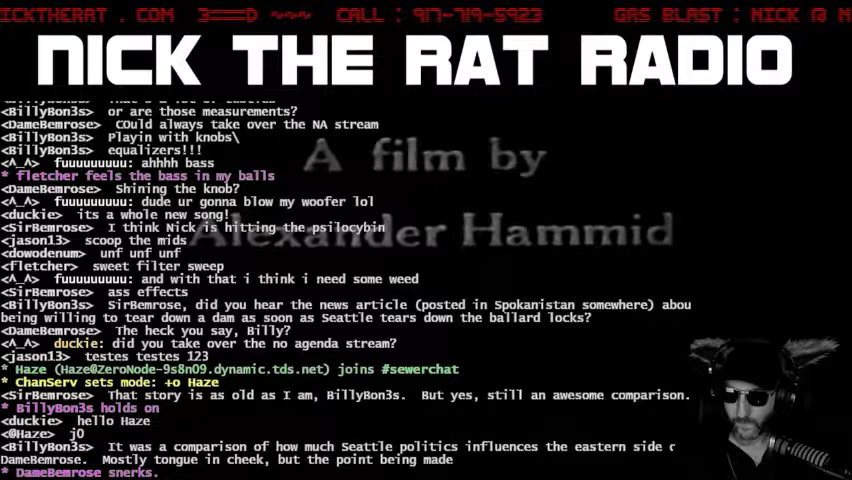 ICKTHERAT . COM 3===D ~~~ CALL : 917-719-5923 GAS BLAST : NICK @ N
NICK THE RAT RADIO
A film by
Alexander Hammid
<BillyBon3s> That's a lot of
<BillyBon3s> or are those measurements?
<DameBemrose> COuld always take over the NA stream
<BillyBon3s> Playin with knobs\
<BillyBon3s> equalizers!!!
<^_^> fuuuuuuuuu: ahhhh bass
* fletcher feels the bass in my balls
<DameBemrose> Shining the knob?
<^_^> fuuuuuuuuu: dude ur gonna blow my woofer lol
<duckie> its a whole new song!
<SirBemrose> I think Nick is hitting the psilocybin
<jason13> scoop the mids
<dowodenum> unf unf unf
<fletcher> sweet filter sweep
<^_^> fuuuuuuuuu: and with that i think i need some weed
<SirBemrose> ass effects
<BillyBon3s> SirBemrose, did you hear the news article (posted in Spokanistan somewhere) abou
being willing to tear down a dam as soon as Seattle tears down the ballard locks?
<DameBemrose> The heck you say, Billy?
<^_^> duckie: did you take over the no agenda stream?
<jason13> testes testes 123
* Haze (Haze@ZeroNode-9s8n09.dynamic.tds.net) joins #sewerchat
* ChanServ sets mode: +o Haze
<SirBemrose> That story is as old as I am, BillyBon3s. But yes, still an awesome comparison.
* BillyBon3s holds on
<duckie> hello Haze
<@Haze> jO
<BillyBon3s> It was a comparison of how much Seattle politics influences the eastern side c
DameBemrose. Mostly tongue in cheek, but the point being made
* DameBemrose snerks.